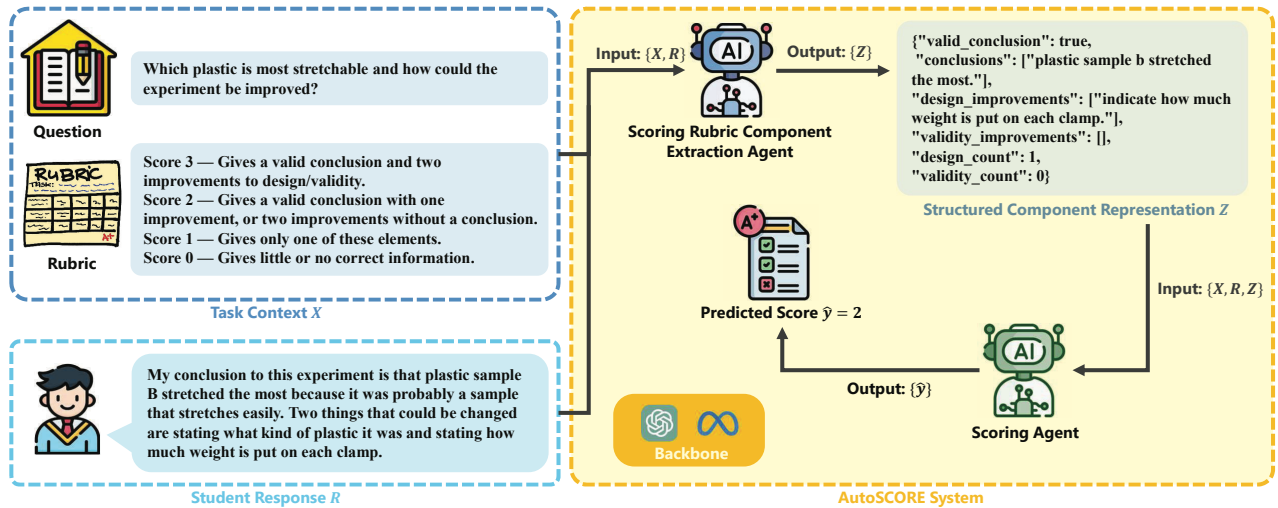 Which plastic is most stretchable and how could the
experiment be improved?
Question
RUBRIC
TASK:
A+
Rubric
Score 3 — Gives a valid conclusion and two
improvements to design/validity.
Score 2 — Gives a valid conclusion with one
improvement, or two improvements without a conclusion.
Score 1 — Gives only one of these elements.
Score 0 — Gives little or no correct information.
Task Context X
My conclusion to this experiment is that plastic sample
B stretched the most because it was probably a sample
that stretches easily. Two things that could be changed
are stating what kind of plastic it was and stating how
much weight is put on each clamp.
Student Response R
Input: {X, R}
AI
Output: {Z}
Scoring Rubric Component
Extraction Agent
{"valid_conclusion": true,
"conclusions": ["plastic sample b stretched
the most."],
"design_improvements": ["indicate how much
weight is put on each clamp."],
"validity_improvements": [],
"design_count": 1,
"validity_count": 0}
Structured Component Representation Z
Input: {X, R, Z}
AI
Scoring Agent
Output: {ŷ}
A+
Predicted Score ŷ = 2
Backbone
AutoSCORE System